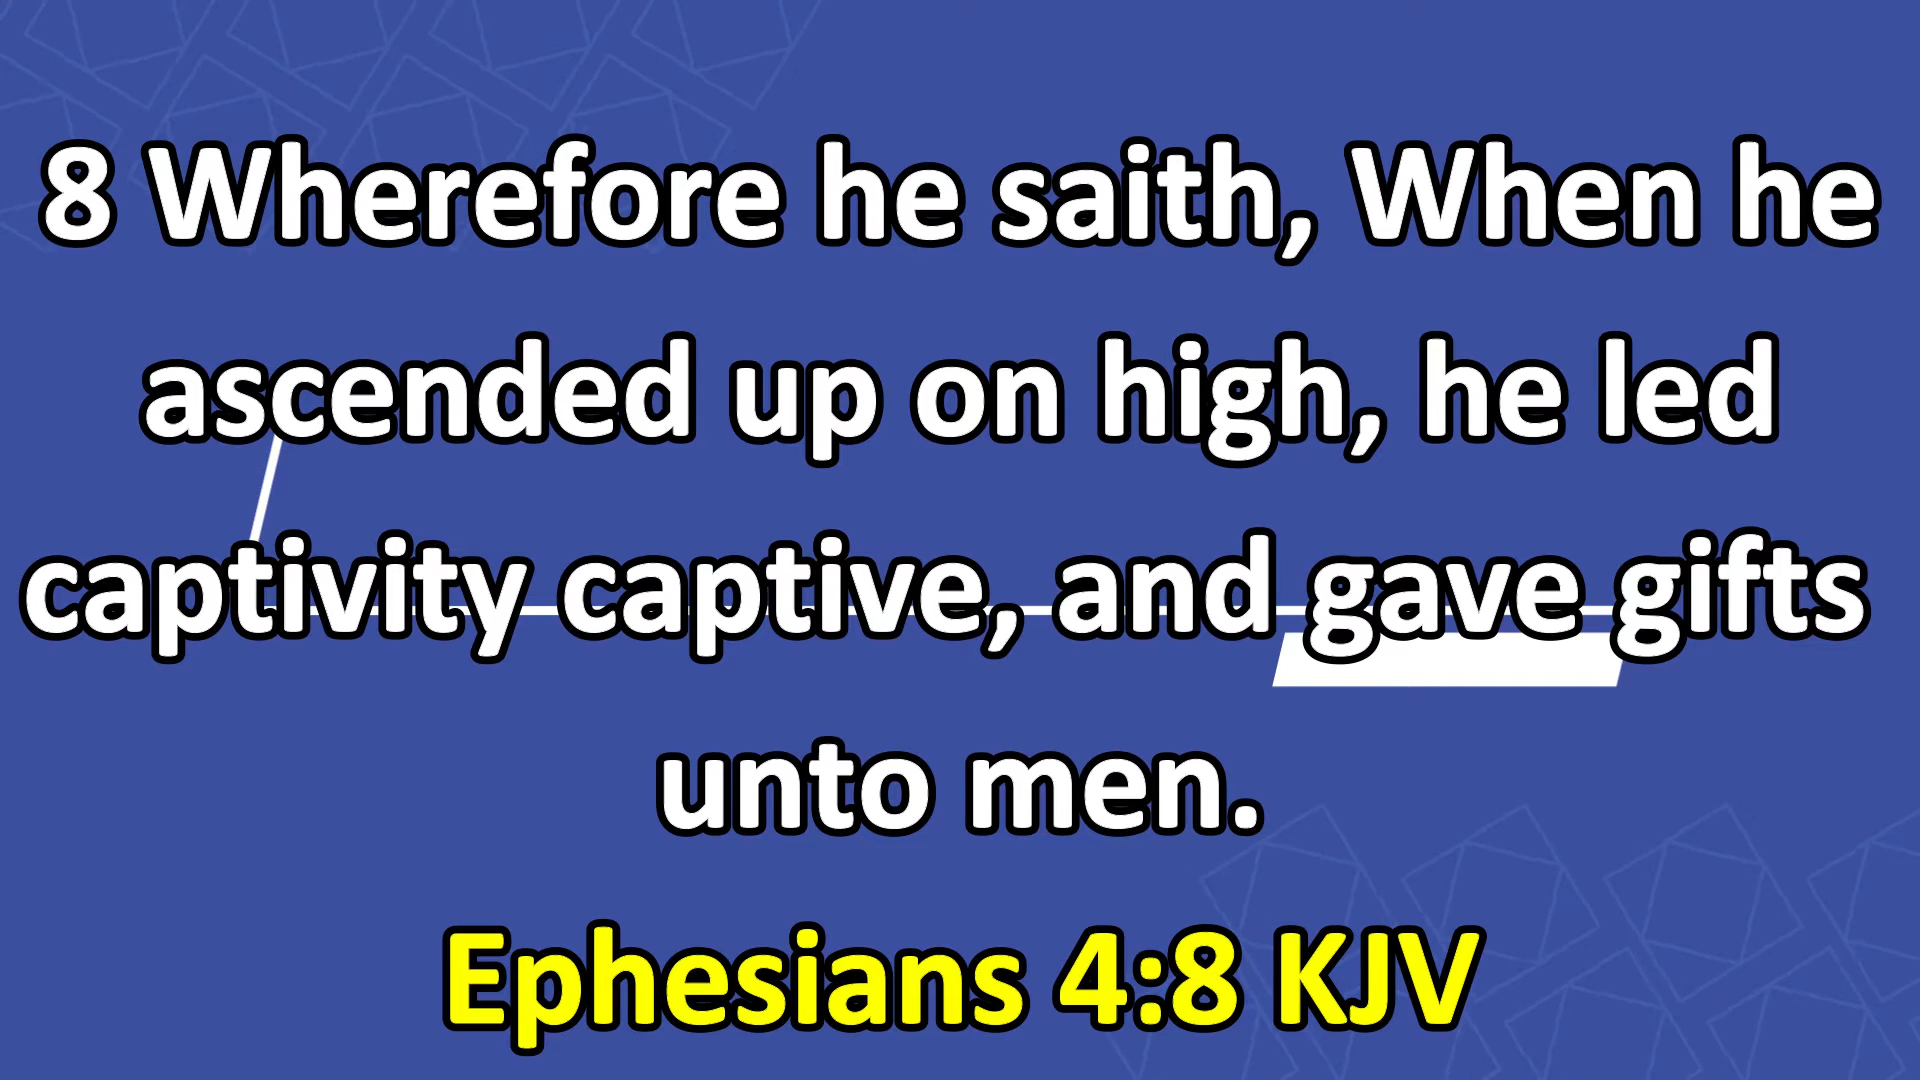 8 Wherefore he saith, When he
ascended up on high, he led
captivity captive, and gave gifts
unto men.
Ephesians 4:8 KJV